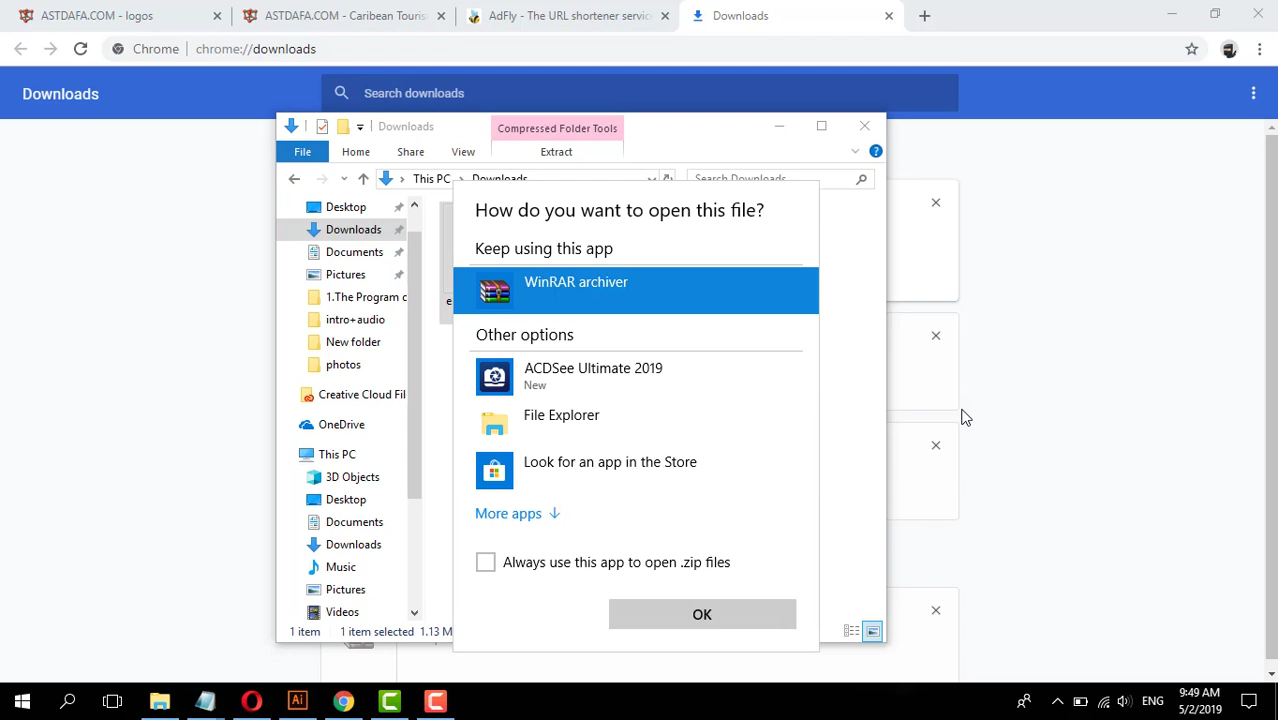 ASTDAFA.COM - logos
ASTDAFA.COM - Caribean Touris
AdFly - The URL shortener servic
Downloads
Chrome
chrome://downloads
Downloads
Search downloads
Downloads
Compressed Folder Tools
File
Home
Share
View
Extract
This PC
Downloads
Search Downloads
Desktop
Downloads
Documents
Pictures
1.The Program c
intro+audio
New folder
photos
Creative Cloud Fil
OneDrive
This PC
3D Objects
Desktop
Documents
Downloads
Music
Pictures
Videos
1 item
1 item selected
1.13 M
e
How do you want to open this file?
Keep using this app
WinRAR archiver
Other options
ACDSee Ultimate 2019
New
File Explorer
Look for an app in the Store
More apps
Always use this app to open .zip files
OK
Ai
ENG
9:49 AM
5/2/2019